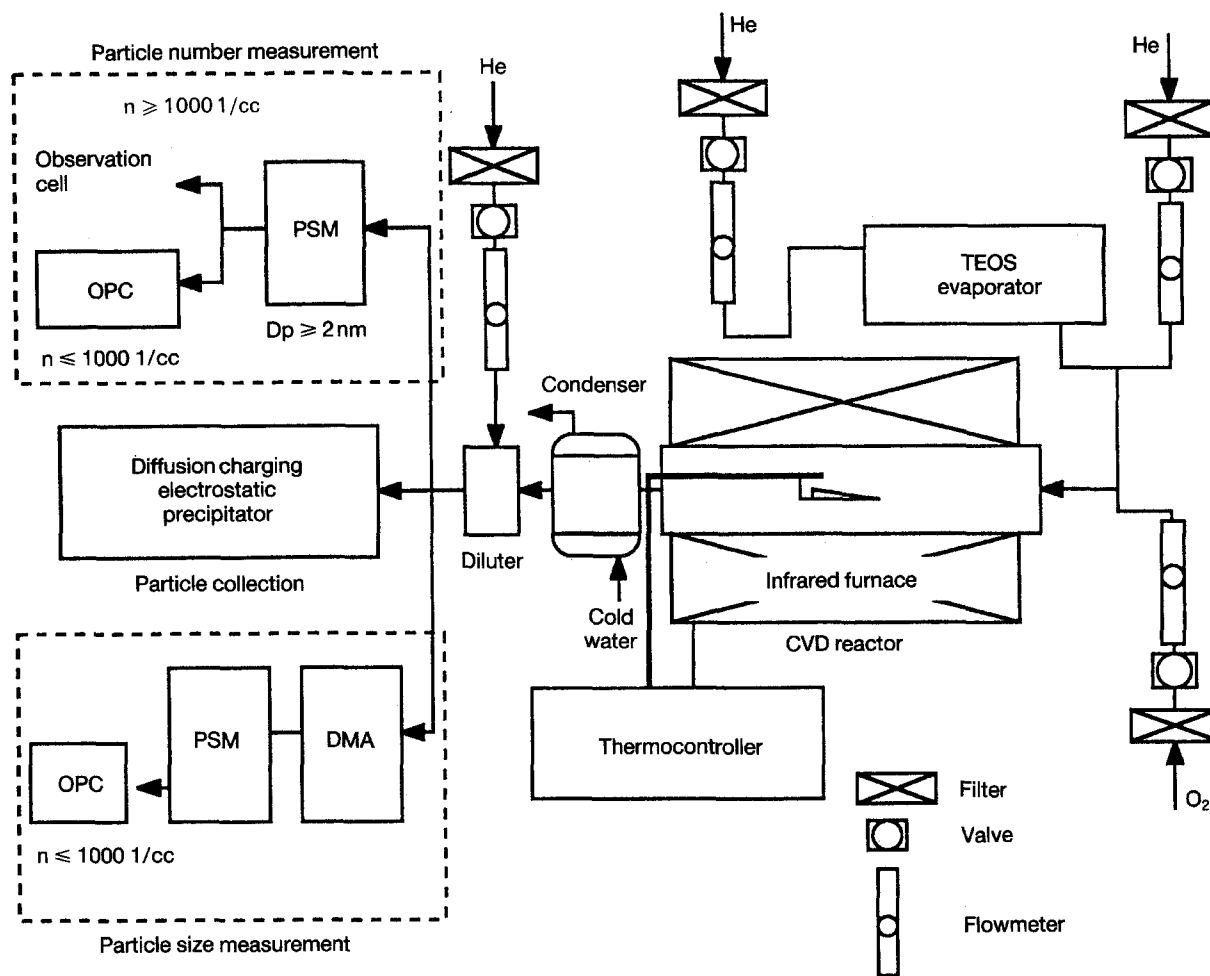 Particle number measurement
n ⩾ 1000 1/cc
Observation
cell
PSM
OPC
Dp ⩾ 2 nm
n ⩽ 1000 1/cc
He
He
He
TEOS
evaporator
Condenser
Diffusion charging
electrostatic
precipitator
Particle collection
Diluter
Cold
water
Infrared furnace
CVD reactor
Thermocontroller
PSM
DMA
OPC
n ⩽ 1000 1/cc
Particle size measurement
O₂
Filter
Valve
Flowmeter